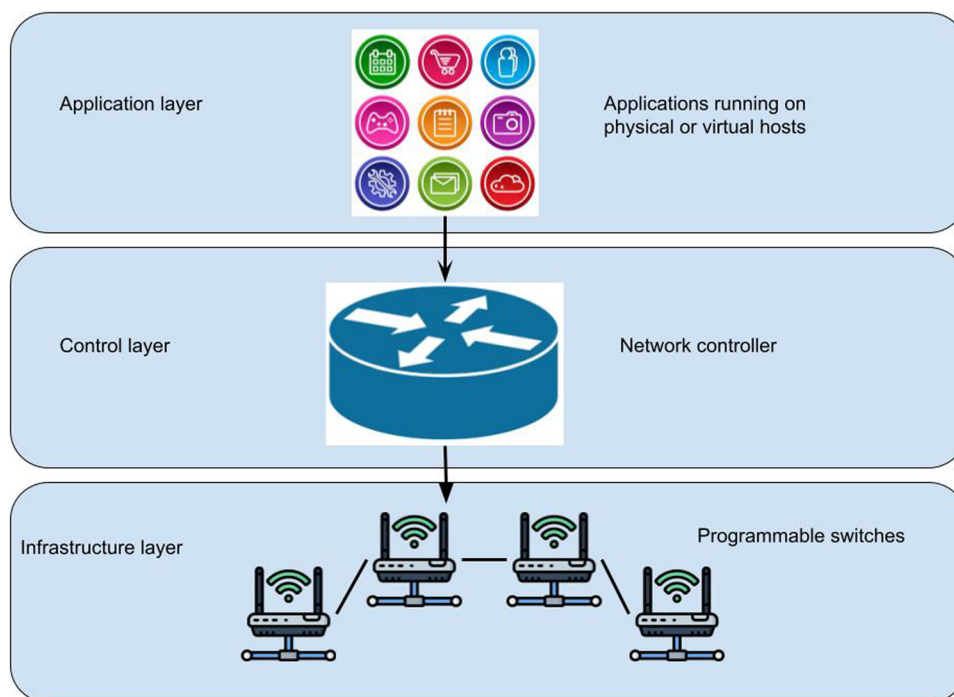 Application layer
Applications running on
physical or virtual hosts
Control layer
Network controller
Infrastructure layer
Programmable switches